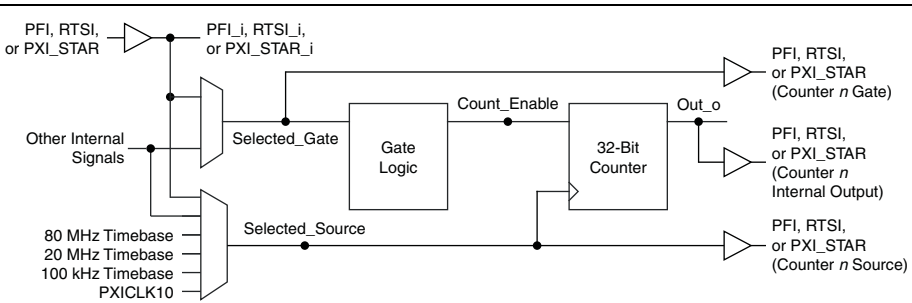 PFI, RTSI,
or PXI_STAR
PFI_i, RTSI_i,
or PXI_STAR_i
PFI, RTSI,
or PXI_STAR
(Counter n Gate)
Count_Enable
Out_o
Other Internal
Signals
Selected_Gate
Gate
Logic
32-Bit
Counter
PFI, RTSI,
or PXI_STAR
(Counter n
Internal Output)
Selected_Source
80 MHz Timebase
20 MHz Timebase
100 kHz Timebase
PXICLK10
PFI, RTSI,
or PXI_STAR
(Counter n Source)